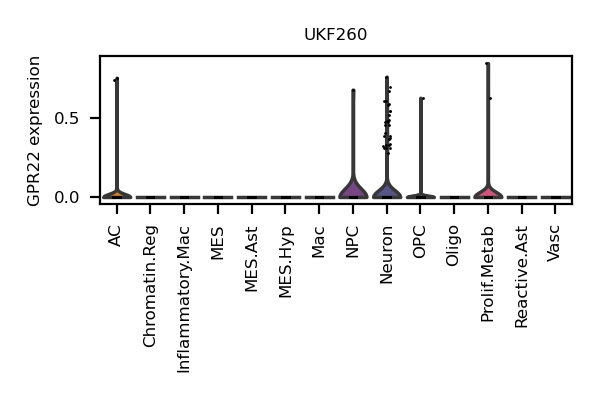 UKF260
GPR22 expression
0.5
0.0
AC
Chromatin.Reg
Inflammatory.Mac
MES
MES.Ast
MES.Hyp
Mac
NPC
Neuron
OPC
Oligo
Prolif.Metab
Reactive.Ast
Vasc